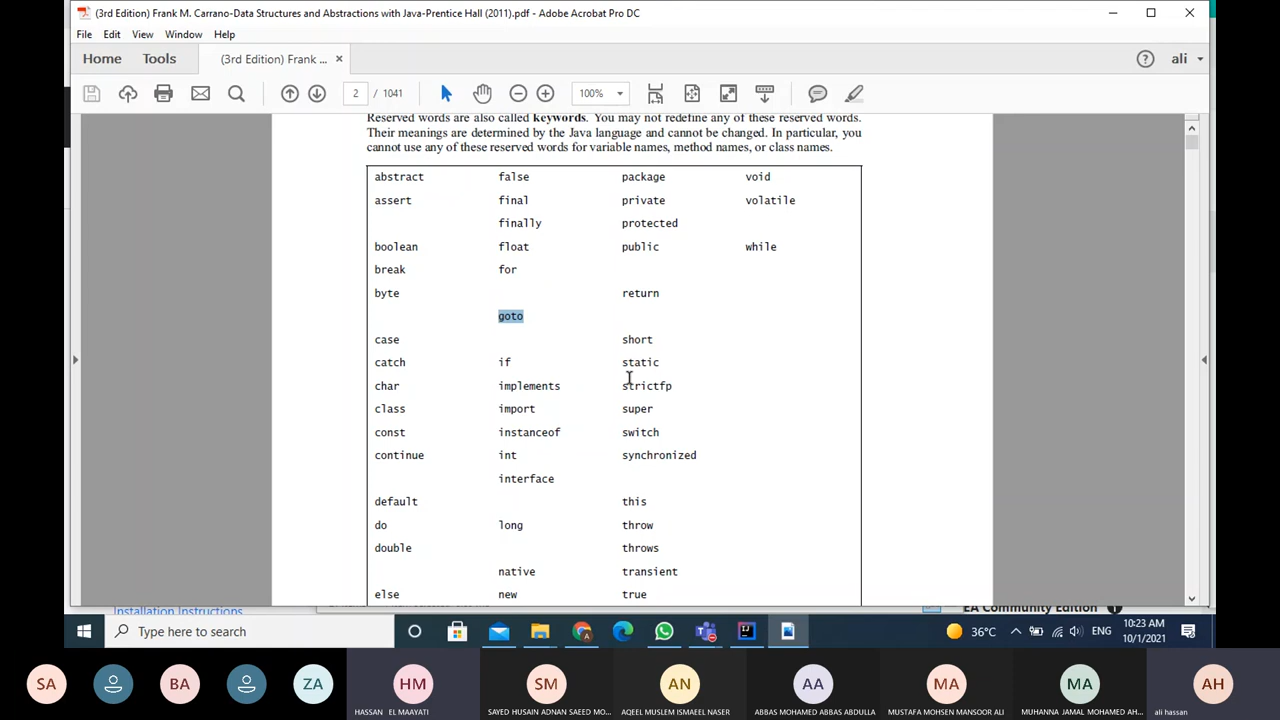 (3rd Edition) Frank M. Carrano-Data Structures and Abstractions with Java-Prentice Hall (2011).pdf - Adobe Acrobat Pro DC
File Edit View Window Help
Home Tools (3rd Edition) Frank ... × ali
2 / 1041 100%
Reserved words are also called keywords. You may not redefine any of these reserved words.
Their meanings are determined by the Java language and cannot be changed. In particular, you
cannot use any of these reserved words for variable names, method names, or class names.
abstract false package void
assert final private volatile
finally protected
boolean float public while
break for
byte return
goto
case short
catch if static
char implements strictfp
class import super
const instanceof switch
continue int synchronized
interface
default this
do long throw
double throws
native transient
else new true
Installation Instructions
EA Community Edition
Type here to search 36°C ENG 10:23 AM
10/1/2021
SA BA ZA HM SM AN AA MA MA AH
HASSAN EL MAAYATI SAYED HUSAIN ADNAN SAEED MO... AQEEL MUSLEM ISMAEEL NASER ABBAS MOHAMED ABBAS ABDULLA MUSTAFA MOHSEN MANSOOR ALI MUHANNA JAMAL MOHAMED AH... ali hassan